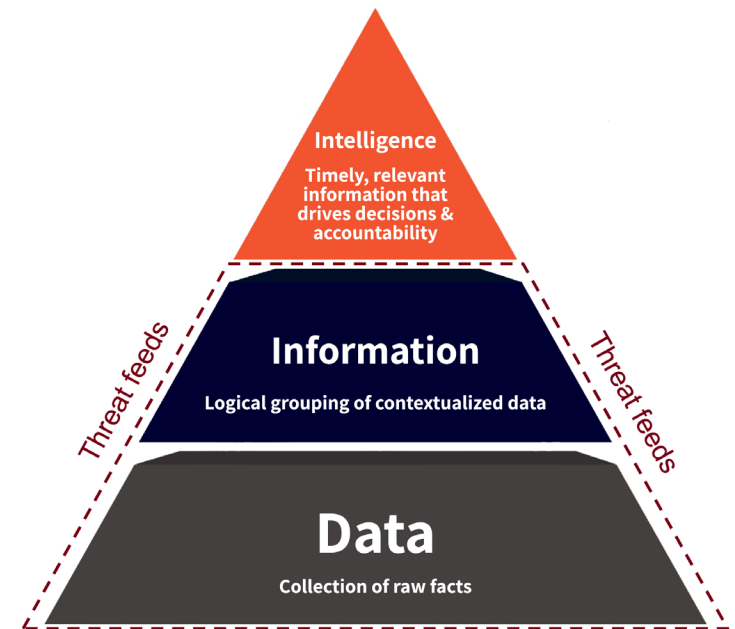 Intelligence
Timely, relevant
information that
drives decisions &
accountability
Threat feeds
Threat feeds
Information
Logical grouping of contextualized data
Data
Collection of raw facts